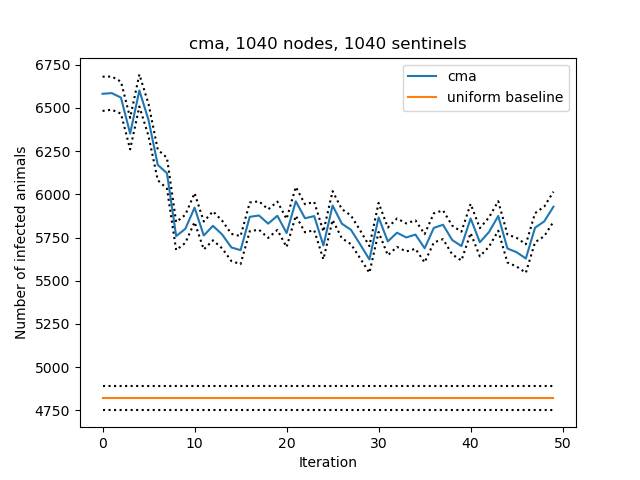 cma, 1040 nodes, 1040 sentinels
6750
6500
6250
6000
5750
5500
5250
5000
4750
Number of infected animals
cma
uniform baseline
0 10 20 30 40 50
Iteration